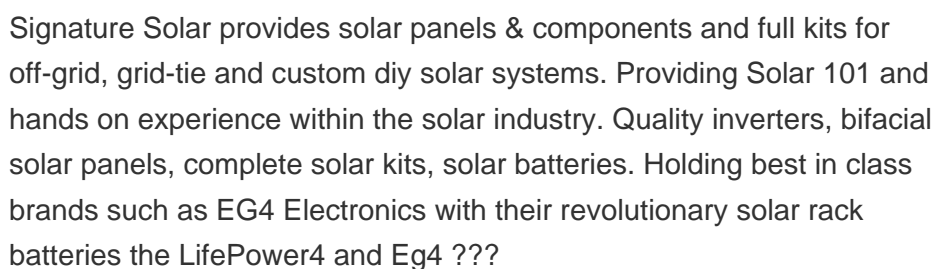 Signature Solar provides solar panels & components and full kits for
off-grid, grid-tie and custom diy solar systems. Providing Solar 101 and
hands on experience within the solar industry. Quality inverters, bifacial
solar panels, complete solar kits, solar batteries. Holding best in class
brands such as EG4 Electronics with their revolutionary solar rack
batteries the LifePower4 and Eg4 ???